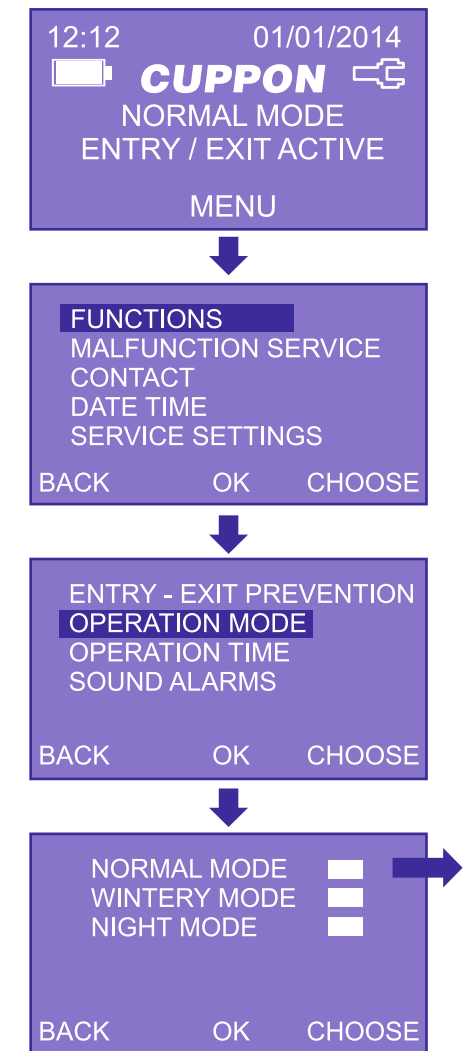 12:12 01/01/2014
CUPPON
NORMAL MODE
ENTRY / EXIT ACTIVE
MENU
FUNCTIONS
MALFUNCTION SERVICE
CONTACT
DATE TIME
SERVICE SETTINGS
BACK OK CHOOSE
ENTRY - EXIT PREVENTION
OPERATION MODE
OPERATION TIME
SOUND ALARMS
BACK OK CHOOSE
NORMAL MODE
WINTERY MODE
NIGHT MODE
BACK OK CHOOSE